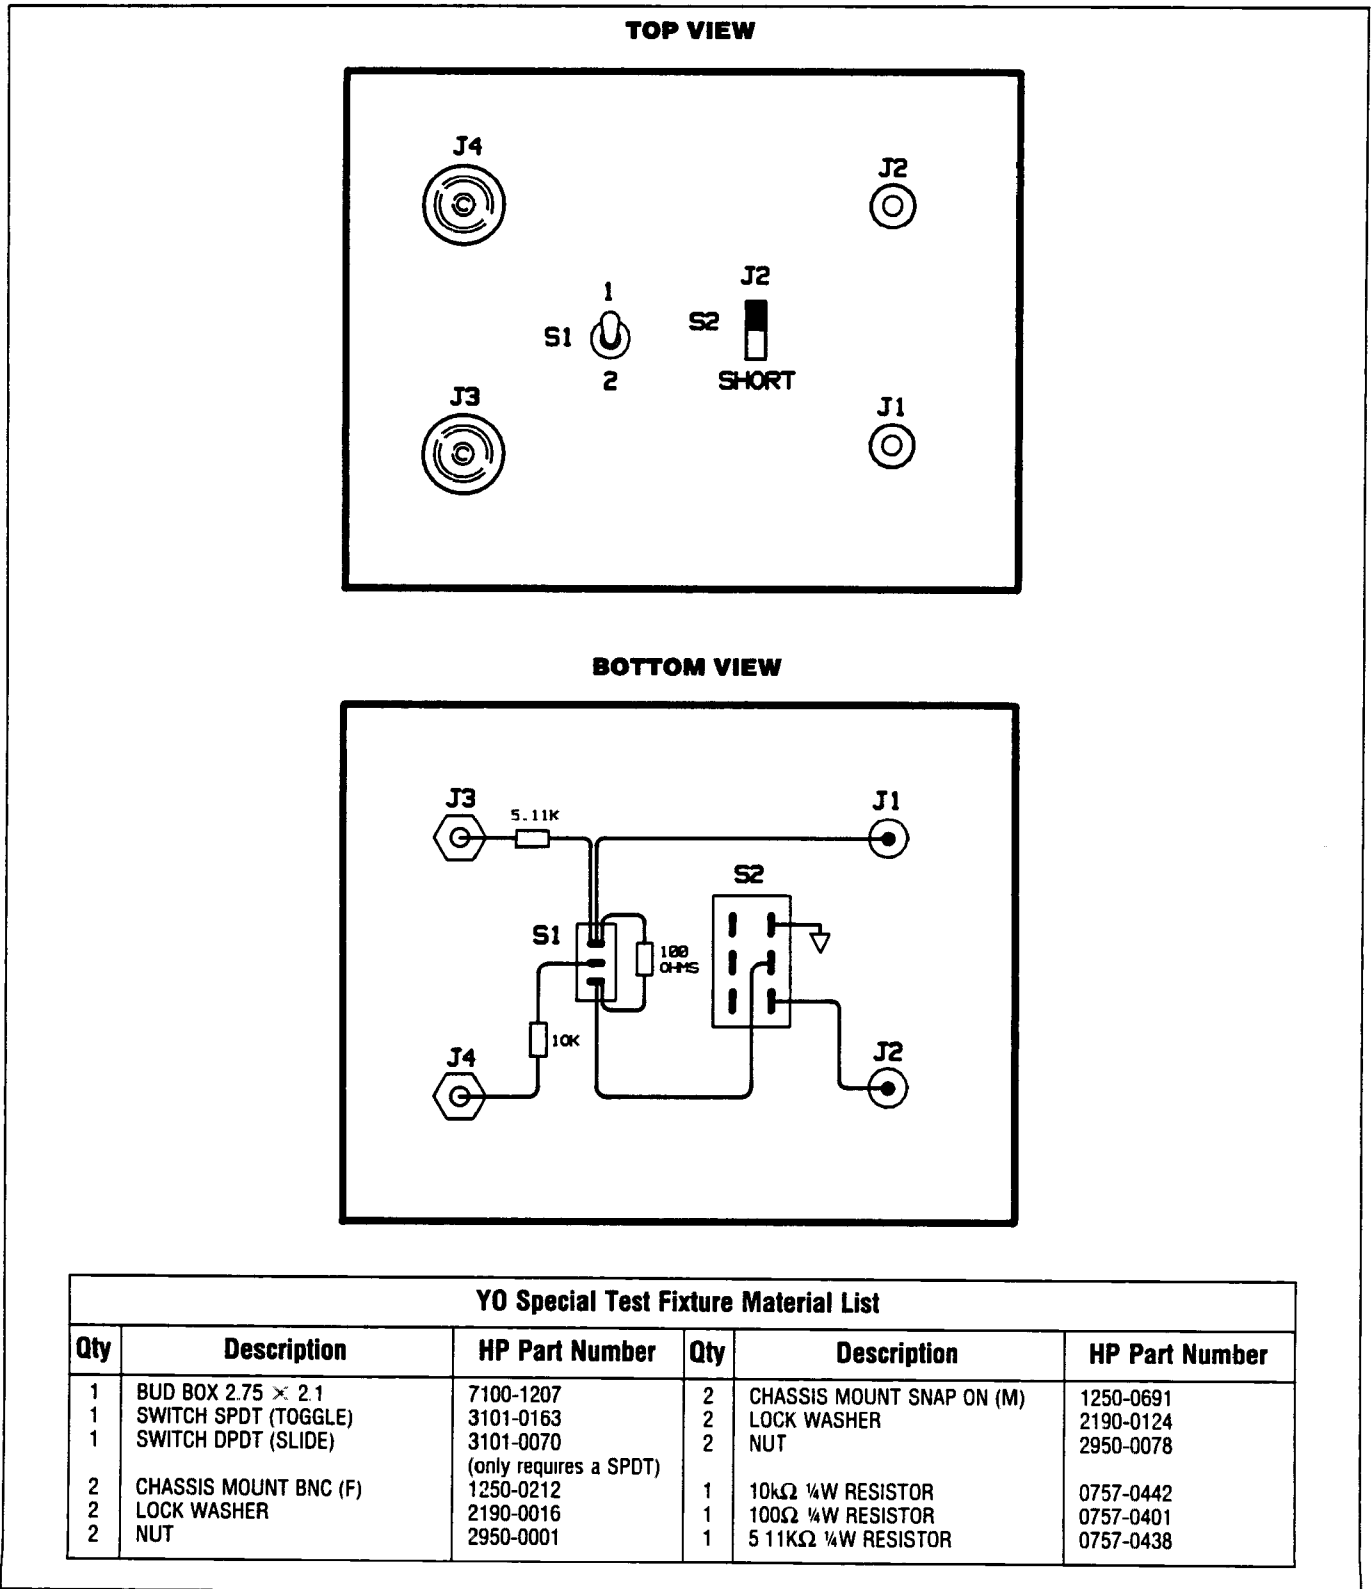 TOP VIEW
J4
J2
J2
1
S1
S2
2
SHORT
J3
J1
BOTTOM VIEW
J3
5.11K
J1
S2
S1
100
OHMS
10K
J4
J2
YO Special Test Fixture Material List
Qty Description HP Part Number Qty Description HP Part Number
1 BUD BOX 2.75 × 2.1 7100-1207 2 CHASSIS MOUNT SNAP ON (M) 1250-0691
1 SWITCH SPDT (TOGGLE) 3101-0163 2 LOCK WASHER 2190-0124
1 SWITCH DPDT (SLIDE) 3101-0070 2 NUT 2950-0078
(only requires a SPDT)
2 CHASSIS MOUNT BNC (F) 1250-0212 1 10kΩ ¼W RESISTOR 0757-0442
2 LOCK WASHER 2190-0016 1 100Ω ¼W RESISTOR 0757-0401
2 NUT 2950-0001 1 5 11KΩ ¼W RESISTOR 0757-0438